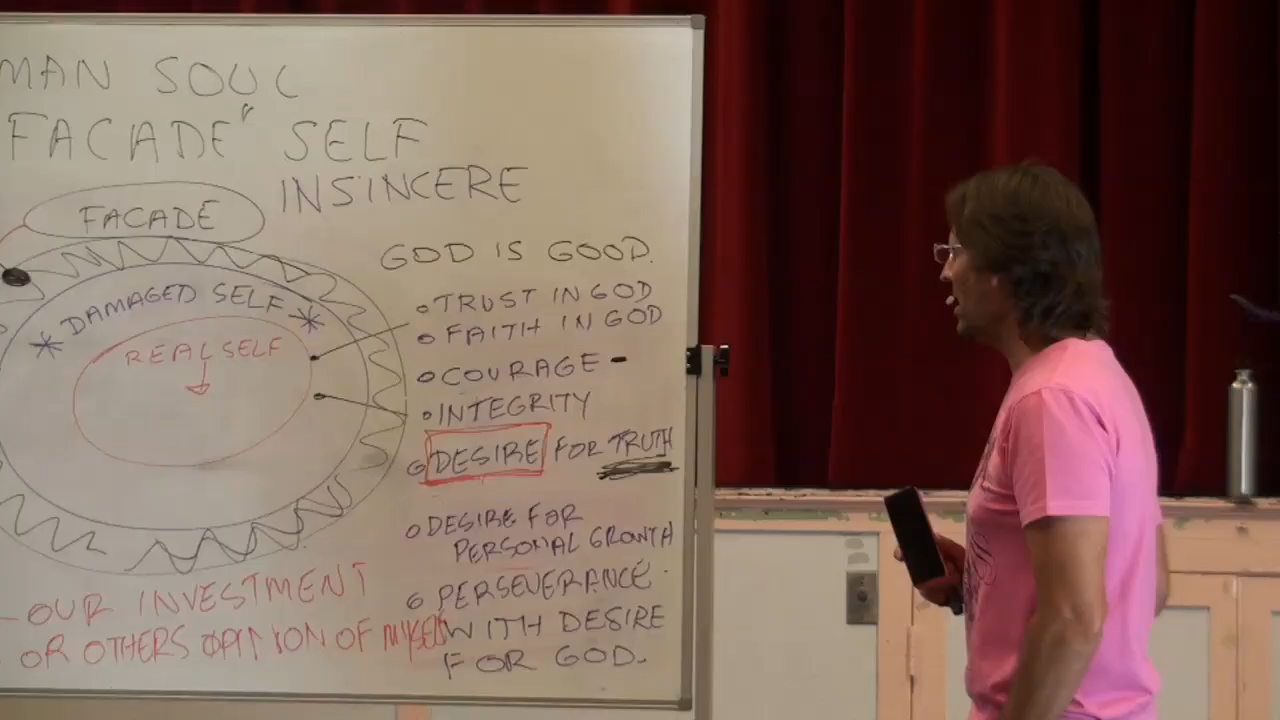 MAN SOUL
"FACADE" SELF
INSINCERE
FACADE
GOD IS GOOD.
* DAMAGED SELF *
REAL SELF
• TRUST IN GOD
• FAITH IN GOD
• COURAGE -
• INTEGRITY
• DESIRE FOR TRUTH
• DESIRE FOR
PERSONAL GROWTH
• PERSEVERANCE
WITH DESIRE
FOR GOD.
- OUR INVESTMENT
OR OTHERS OPINION OF